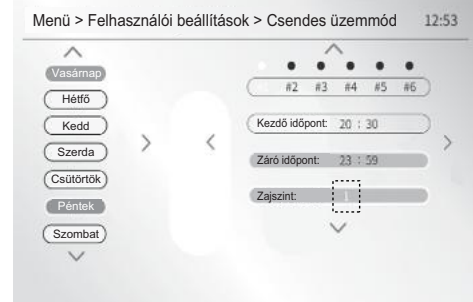 Menü > Felhasználói beállítások > Csendes üzemmód 12:53
Vasárnap
Hétfő
Kedd
Szerda
Csütörtök
Péntek
Szombat
#2 #3 #4 #5 #6
Kezdő időpont: 20 : 30
Záró időpont: 23 : 59
Zajszint: 1